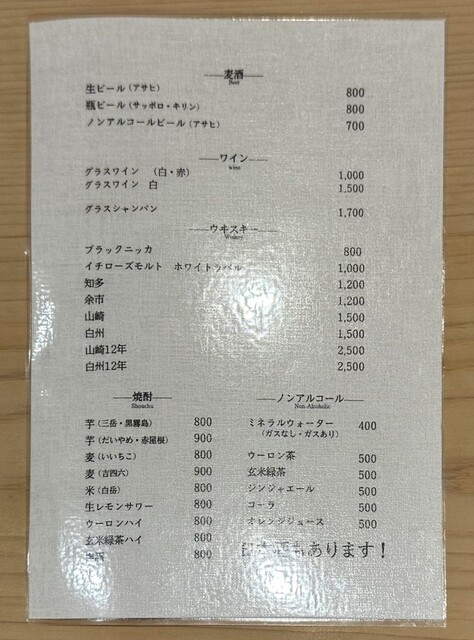 麦酒
Beer
生ビール（アサヒ） 800
瓶ビール（サッポロ・キリン） 800
ノンアルコールビール（アサヒ） 700
ワイン
wine
グラスワイン （白・赤） 1,000
グラスワイン 白 1,500
グラスシャンパン 1,700
ウヰスキー
Wiskey
ブラックニッカ 800
イチローズモルト ホワイトラベル 1,000
知多 1,200
余市 1,200
山崎 1,500
白州 1,500
山崎12年 2,500
白州12年 2,500
焼酎
Shouchu
芋（三岳・黒霧島） 800
芋（だいやめ・赤屋根） 900
麦（いいちこ） 800
麦（吉四六） 900
米（白岳） 800
生レモンサワー 800
ウーロンハイ 800
玄米緑茶ハイ 800
800
ノンアルコール
Non-Alcoholic
ミネラルウォーター 400
（ガスなし・ガスあり）
ウーロン茶 500
玄米緑茶 500
ジンジャエール 500
コーラ 500
オレンジジュース 500
もあります！